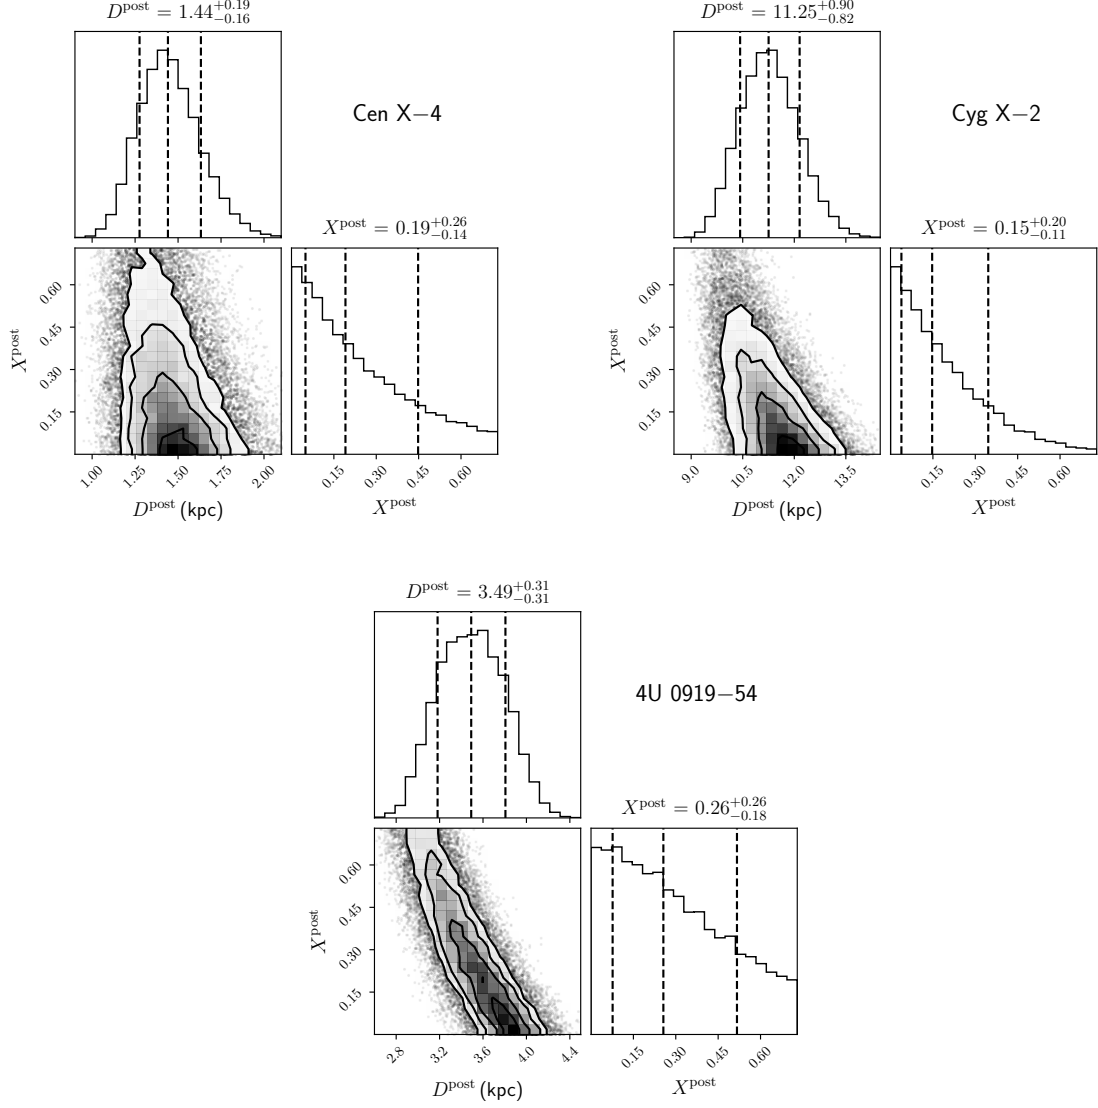 D^post = 1.44^{+0.19}_{−0.16}
Cen X−4
X^post = 0.19^{+0.26}_{−0.14}
0.60
0.45
0.30
0.15
X^post
1.00 1.25 1.50 1.75 2.00
D^post (kpc)
0.15 0.30 0.45 0.60
X^post
D^post = 11.25^{+0.90}_{−0.82}
Cyg X−2
X^post = 0.15^{+0.20}_{−0.11}
0.60
0.45
0.30
0.15
X^post
9.0 10.5 12.0 13.5
D^post (kpc)
0.15 0.30 0.45 0.60
X^post
D^post = 3.49^{+0.31}_{−0.31}
4U 0919−54
X^post = 0.26^{+0.26}_{−0.18}
0.60
0.45
0.30
0.15
X^post
2.8 3.2 3.6 4.0 4.4
D^post (kpc)
0.15 0.30 0.45 0.60
X^post